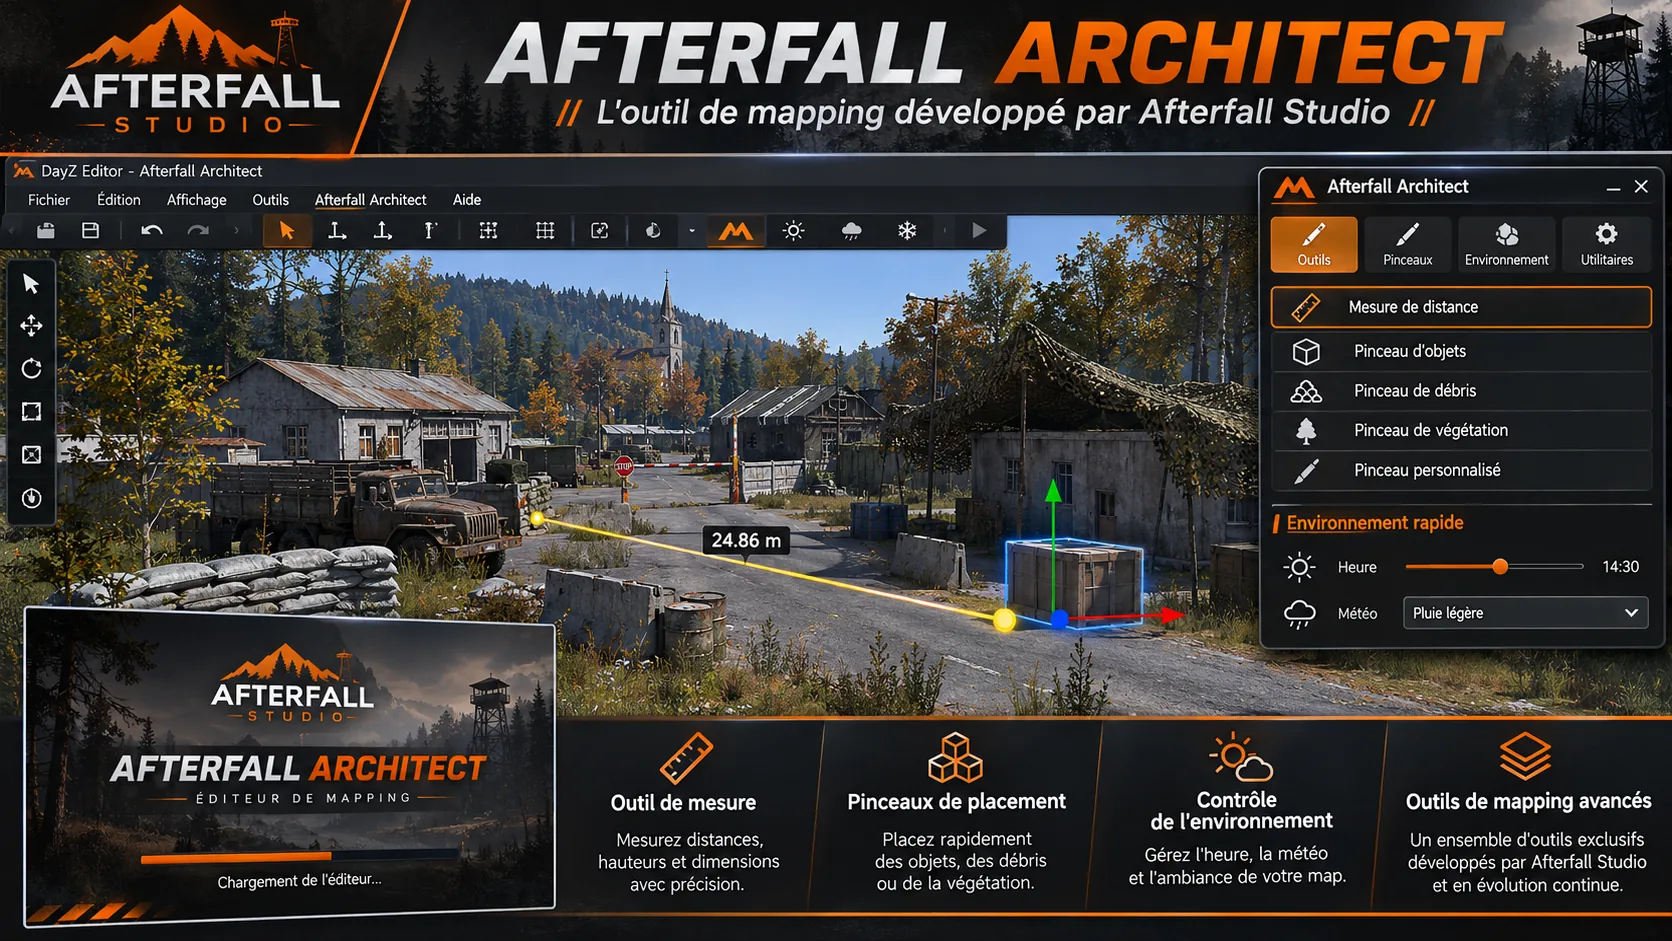 AFTERFALL
STUDIO
AFTERFALL ARCHITECT
// L'outil de mapping développé par Afterfall Studio //
DayZ Editor - Afterfall Architect
Fichier Édition Affichage Outils Afterfall Architect Aide
Afterfall Architect
Outils Pinceaux Environnement Utilitaires
Mesure de distance
Pinceau d'objets
Pinceau de débris
Pinceau de végétation
Pinceau personnalisé
Environnement rapide
Heure 14:30
Météo Pluie légère
STOP
24.86 m
AFTERFALL
STUDIO
AFTERFALL ARCHITECT
ÉDITEUR DE MAPPING
Chargement de l'éditeur...
Outil de mesure
Mesurez distances,
hauteurs et dimensions
avec précision.
Pinceaux de placement
Placez rapidement
des objets, des débris
ou de la végétation.
Contrôle
de l'environnement
Gérez l'heure, la météo
et l'ambiance de votre map.
Outils de mapping avancés
Un ensemble d'outils exclusifs
développés par Afterfall Studio
et en évolution continue.